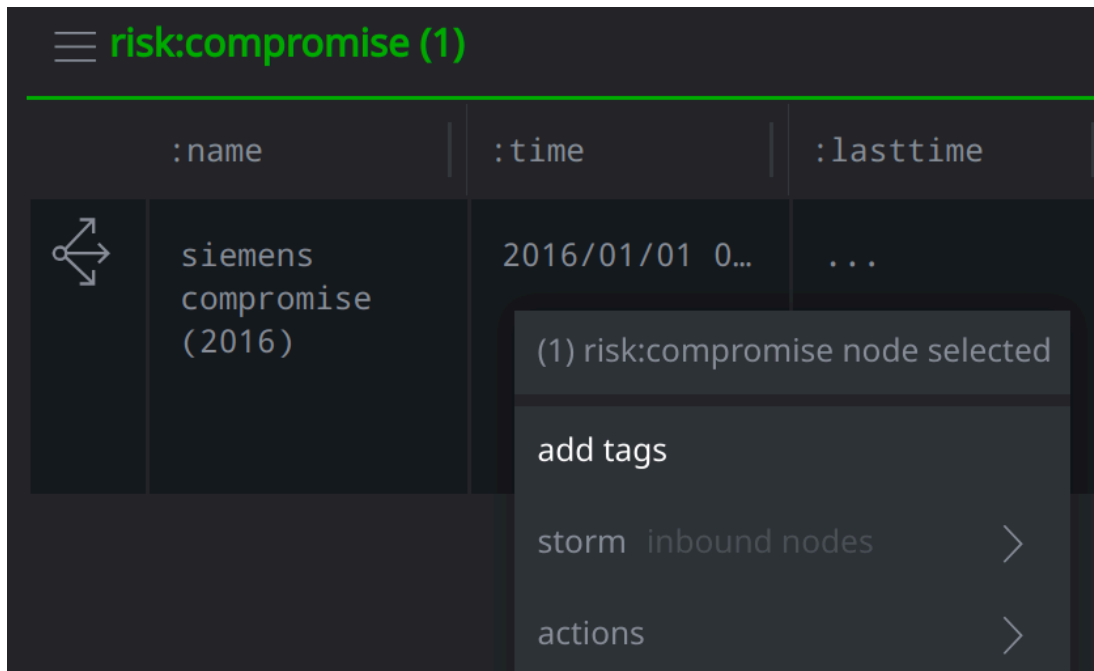 risk:compromise (1)
:name :time :lasttime
siemens 2016/01/01 0… ...
compromise
(2016)
(1) risk:compromise node selected
add tags
storm inbound nodes
actions